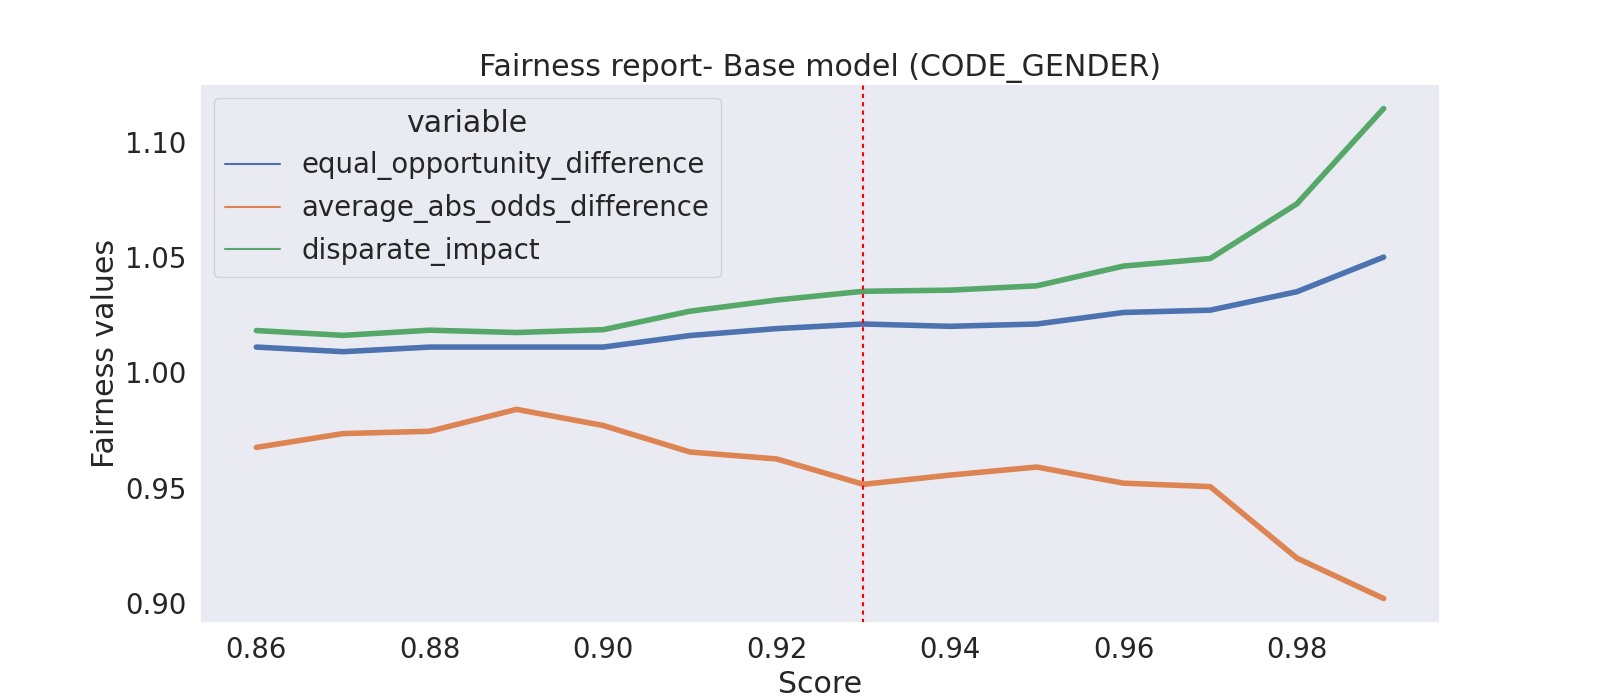 Fairness report- Base model (CODE_GENDER)
variable
equal_opportunity_difference
average_abs_odds_difference
disparate_impact
Fairness values
1.10
1.05
1.00
0.95
0.90
0.86 0.88 0.90 0.92 0.94 0.96 0.98
Score